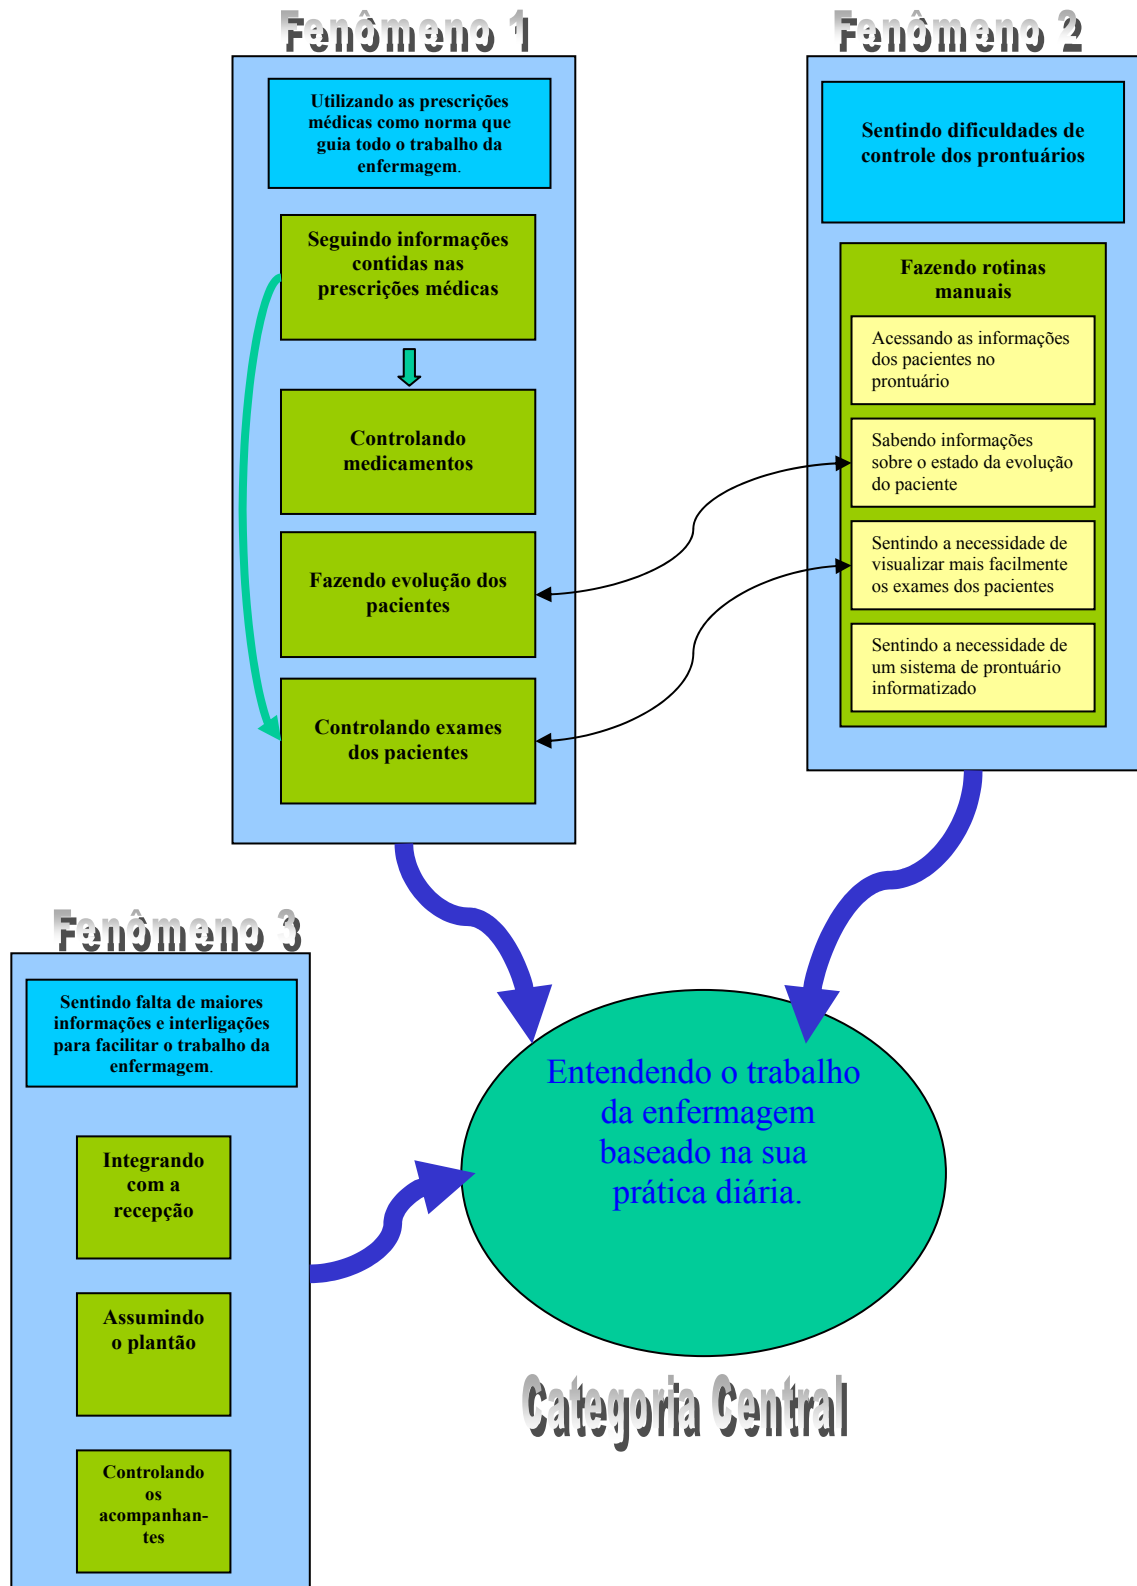 Fenômeno 1
Utilizando as prescrições
médicas como norma que
guia todo o trabalho da
enfermagem.
Seguindo informações
contidas nas
prescrições médicas
Controlando
medicamentos
Fazendo evolução dos
pacientes
Controlando exames
dos pacientes
Fenômeno 2
Sentindo dificuldades de
controle dos prontuários
Fazendo rotinas
manuais
Acessando as informações
dos pacientes no
prontuário
Sabendo informações
sobre o estado da evolução
do paciente
Sentindo a necessidade de
visualizar mais facilmente
os exames dos pacientes
Sentindo a necessidade de
um sistema de prontuário
informatizado
Fenômeno 3
Sentindo falta de maiores
informações e interligações
para facilitar o trabalho da
enfermagem.
Integrando
com a
recepção
Assumindo
o plantão
Controlando
os
acompanhan-
tes
Entendendo o trabalho
da enfermagem
baseado na sua
prática diária.
Categoria Central